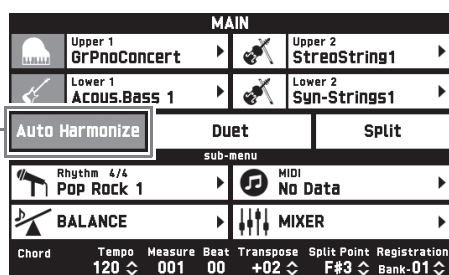 MAIN
Upper 1
GrPnoConcert
Upper 2
StreoString1
Lower 1
Acous.Bass 1
Lower 2
Syn-Strings1
Auto Harmonize
Duet
Split
sub-menu
Rhythm 4/4
Pop Rock 1
MIDI
No Data
BALANCE
MIXER
Chord Tempo Measure Beat Transpose Split Point Registration
120 001 00 +02 F#3 Bank-01